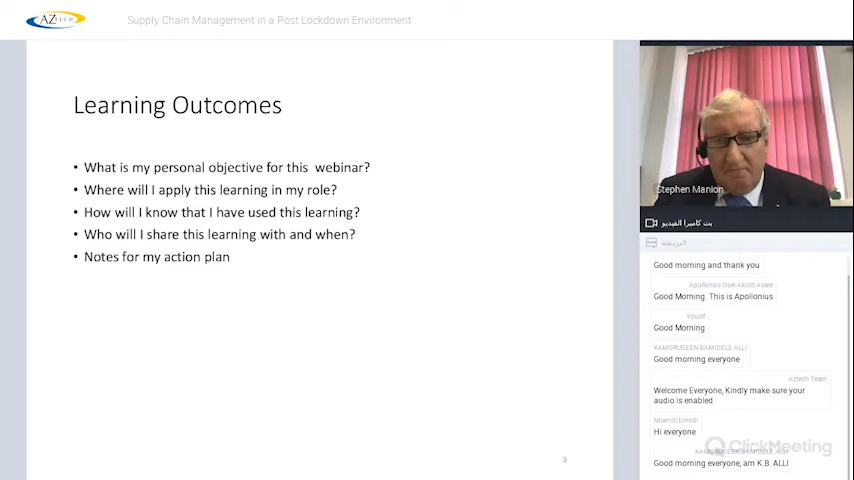 AZTECH
Supply Chain Management in a Post Lockdown Environment
Learning Outcomes
• What is my personal objective for this webinar?
• Where will I apply this learning in my role?
• How will I know that I have used this learning?
• Who will I share this learning with and when?
• Notes for my action plan
3
Stephen Manion
بث كاميرا الفيديو
الدردشة
Good morning and thank you
Apollonius Osei-Akoto Asare
Good Morning. This is Apollonius
Yousif
Good Morning
KAMORUDEEN BAMIDELE ALLI
Good morning everyone
Aztech Team
Welcome Everyone, Kindly make sure your
audio is enabled
Nnamdi Emodi
Hi everyone
ClickMeeting
KAMORUDEEN BAMIDELE ALLI
Good morning everyone, am K.B. ALLI